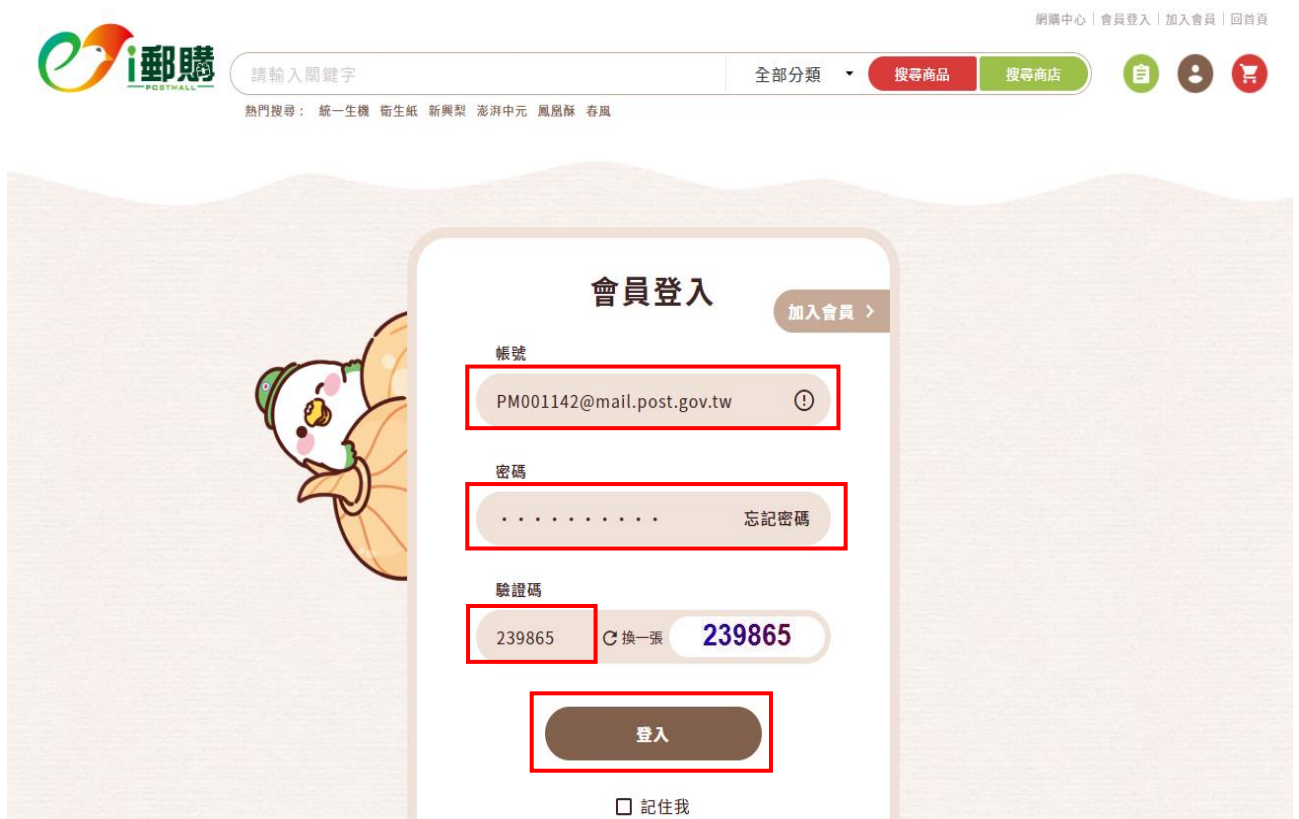 網購中心｜會員登入｜加入會員｜回首頁
i郵購
POSTMALL
請輸入關鍵字 全部分類 搜尋商品 搜尋商店
熱門搜尋： 統一生機 衛生紙 新興梨 澎湃中元 鳳凰酥 春風
會員登入
加入會員 >
帳號
PM001142@mail.post.gov.tw
密碼
・・・・・・・・・・ 忘記密碼
驗證碼
239865 換一張 239865
登入
記住我